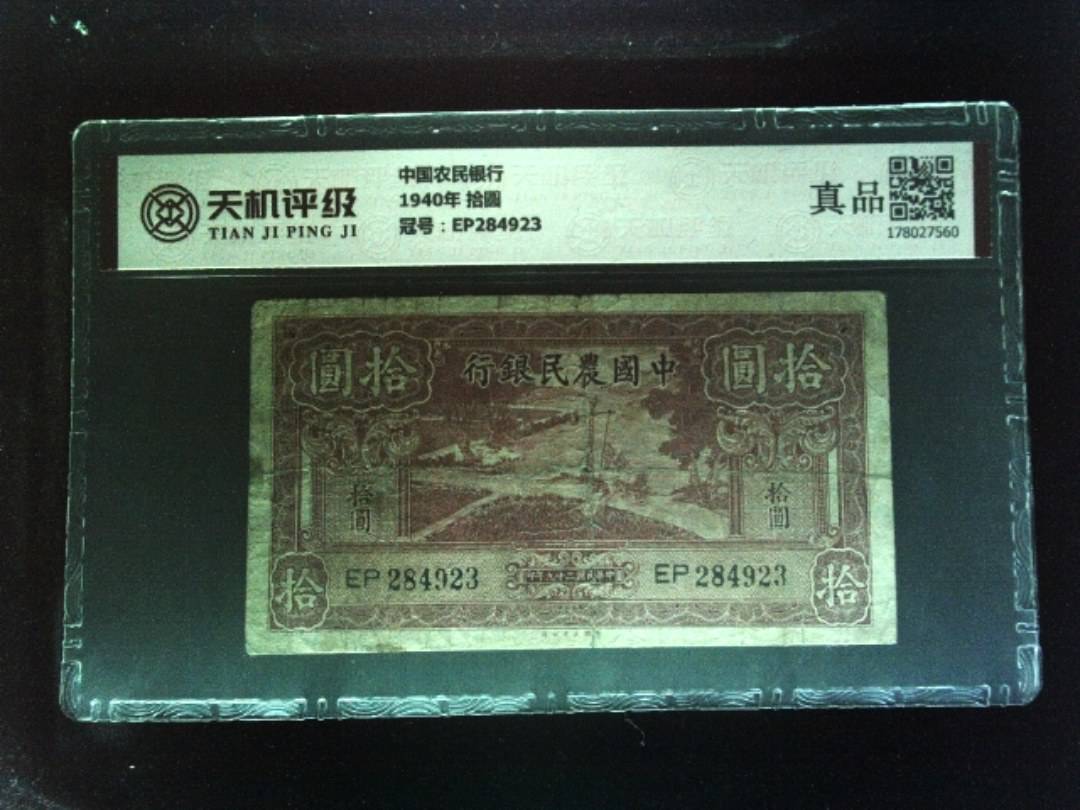 天机评级
TIAN JI PING JI
中国农民银行
1940年 拾圆
冠号：EP284923
真品
178027560
圓拾
行銀民農國中
圓拾
拾圓
拾圓
拾
EP 284923
EP 284923
拾